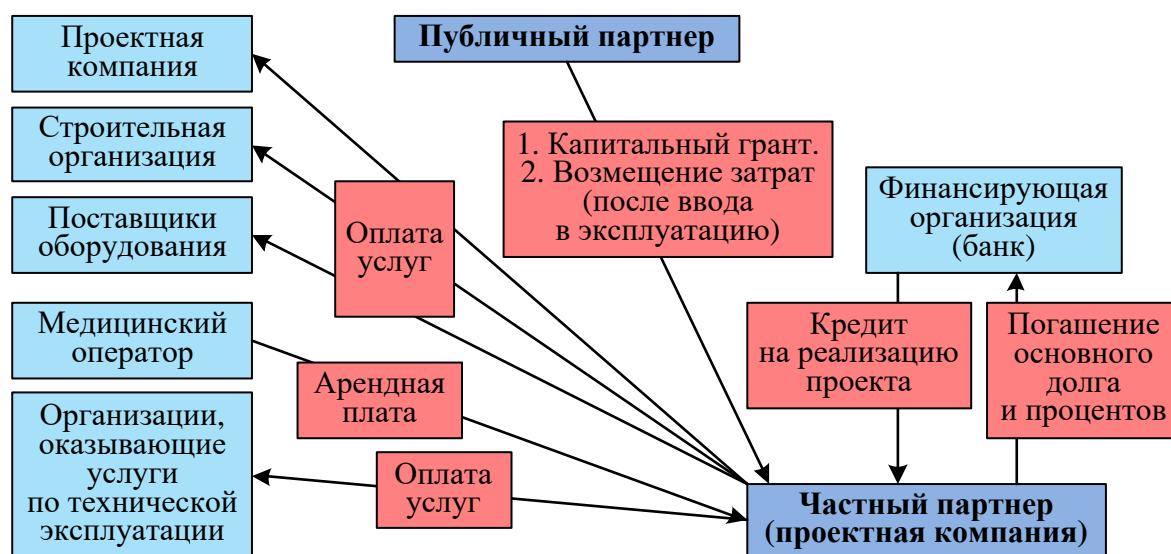 Проектная
компания
Публичный партнер
Строительная
организация
1. Капитальный грант.
2. Возмещение затрат
(после ввода
в эксплуатацию)
Финансирующая
организация
(банк)
Поставщики
оборудования
Оплата
услуг
Медицинский
оператор
Арендная
плата
Кредит
на реализацию
проекта
Погашение
основного
долга
и процентов
Организации,
оказывающие
услуги
по технической
эксплуатации
Оплата
услуг
Частный партнер
(проектная компания)